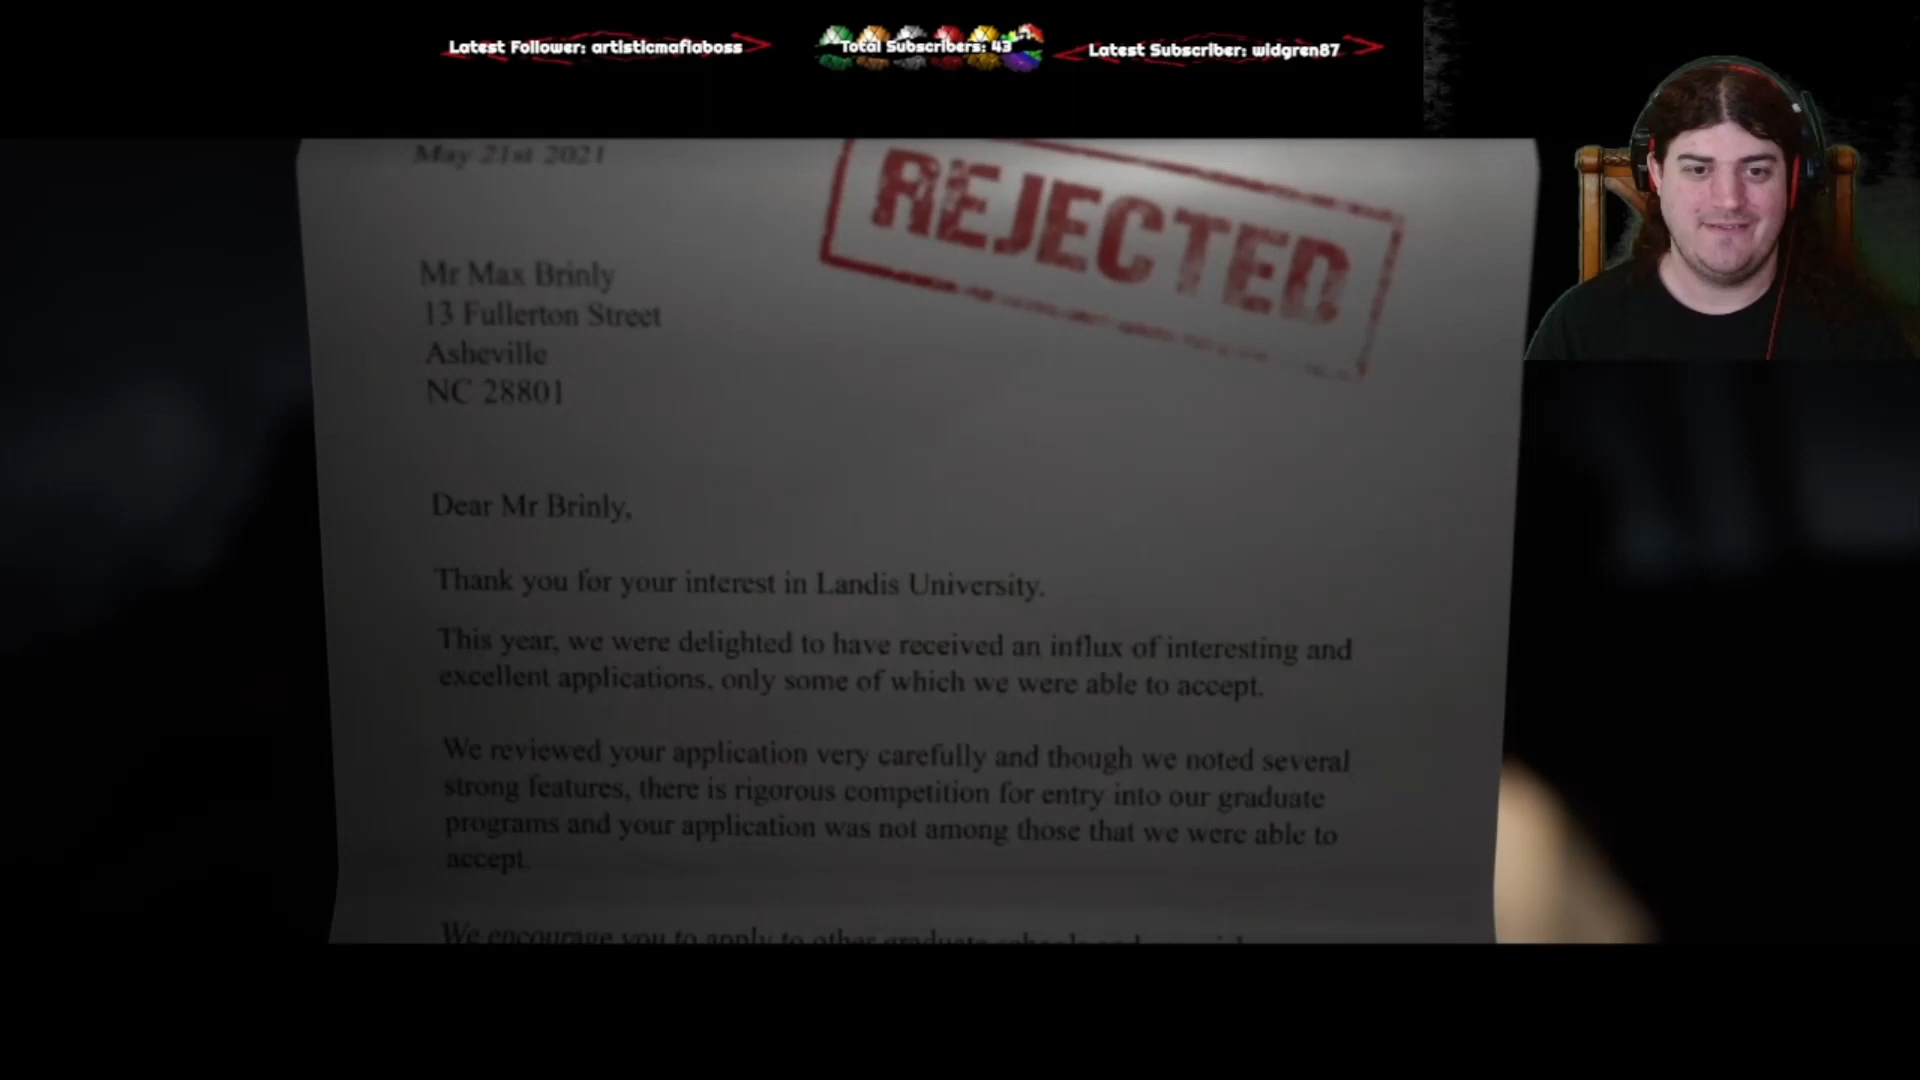 Latest Follower: artisticmafiaboss
Total Subscribers: 43
Latest Subscriber: widgren87
May 21st 2021
REJECTED
Mr Max Brinly
13 Fullerton Street
Asheville
NC 28801
Dear Mr Brinly,
Thank you for your interest in Landis University.
This year, we were delighted to have received an influx of interesting and
excellent applications, only some of which we were able to accept.
We reviewed your application very carefully and though we noted several
strong features, there is rigorous competition for entry into our graduate
programs and your application was not among those that we were able to
accept.
We encourage you to apply to other graduate schools and